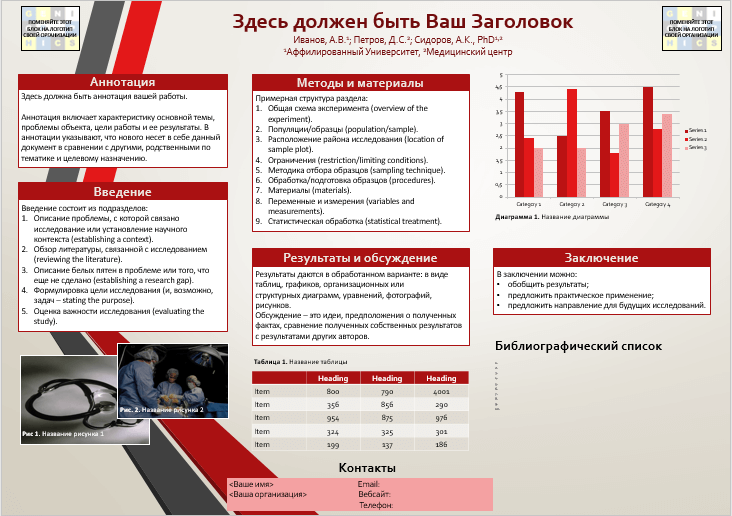 ПОМЕНЯЙТЕ ЭТОТ
БЛОК НА ЛОГОТИП
СВОЕЙ ОРГАНИЗАЦИИ
Здесь должен быть Ваш Заголовок
Иванов, А.В.¹; Петров, Д.С.²; Сидоров, А.К., PhD¹,²
¹Аффилированный Университет, ²Медицинский центр
ПОМЕНЯЙТЕ ЭТОТ
БЛОК НА ЛОГОТИП
СВОЕЙ ОРГАНИЗАЦИИ
Аннотация
Здесь должна быть аннотация вашей работы.
Аннотация включает характеристику основной темы,
проблемы объекта, цели работы и ее результаты. В
аннотации указывают, что нового несет в себе данный
документ в сравнении с другими, родственными по
тематике и целевому назначению.
Введение
Введение состоит из подразделов:
1. Описание проблемы, с которой связано
исследование или установление научного
контекста (establishing a context).
2. Обзор литературы, связанной с исследованием
(reviewing the literature).
3. Описание белых пятен в проблеме или того, что
еще не сделано (establishing a research gap).
4. Формулировка цели исследования (и, возможно,
задач – stating the purpose).
5. Оценка важности исследования (evaluating the
study).
Рис. 2. Название рисунка 2
Рис 1. Название рисунка 1
Методы и материалы
Примерная структура раздела:
1. Общая схема эксперимента (overview of the
experiment).
2. Популяции/образцы (population/sample).
3. Расположение района исследования (location of
sample plot).
4. Ограничения (restriction/limiting conditions).
5. Методика отбора образцов (sampling technique).
6. Обработка/подготовка образцов (procedures).
7. Материалы (materials).
8. Переменные и измерения (variables and
measurements).
9. Статистическая обработка (statistical treatment).
Результаты и обсуждение
Результаты даются в обработанном варианте: в виде
таблиц, графиков, организационных или
структурных диаграмм, уравнений, фотографий,
рисунков.
Обсуждение – это идеи, предположения о полученных
фактах, сравнение полученных собственных результатов
с результатами других авторов.
Таблица 1. Название таблицы
Heading Heading Heading
Item 800 790 4001
Item 356 856 290
Item 954 875 976
Item 324 325 301
Item 199 137 186
5
4,5
4
3,5
3
2,5
2
1,5
1
0,5
0
Category 1 Category 2 Category 3 Category 4
Series 1
Series 2
Series 3
Диаграмма 1. Название диаграммы
Заключение
В заключении можно:
• обобщить результаты;
• предложить практическое применение;
• предложить направление для будущих исследований.
Библиографический список
Контакты
<Ваше имя> Email:
<Ваша организация> Вебсайт:
Телефон: